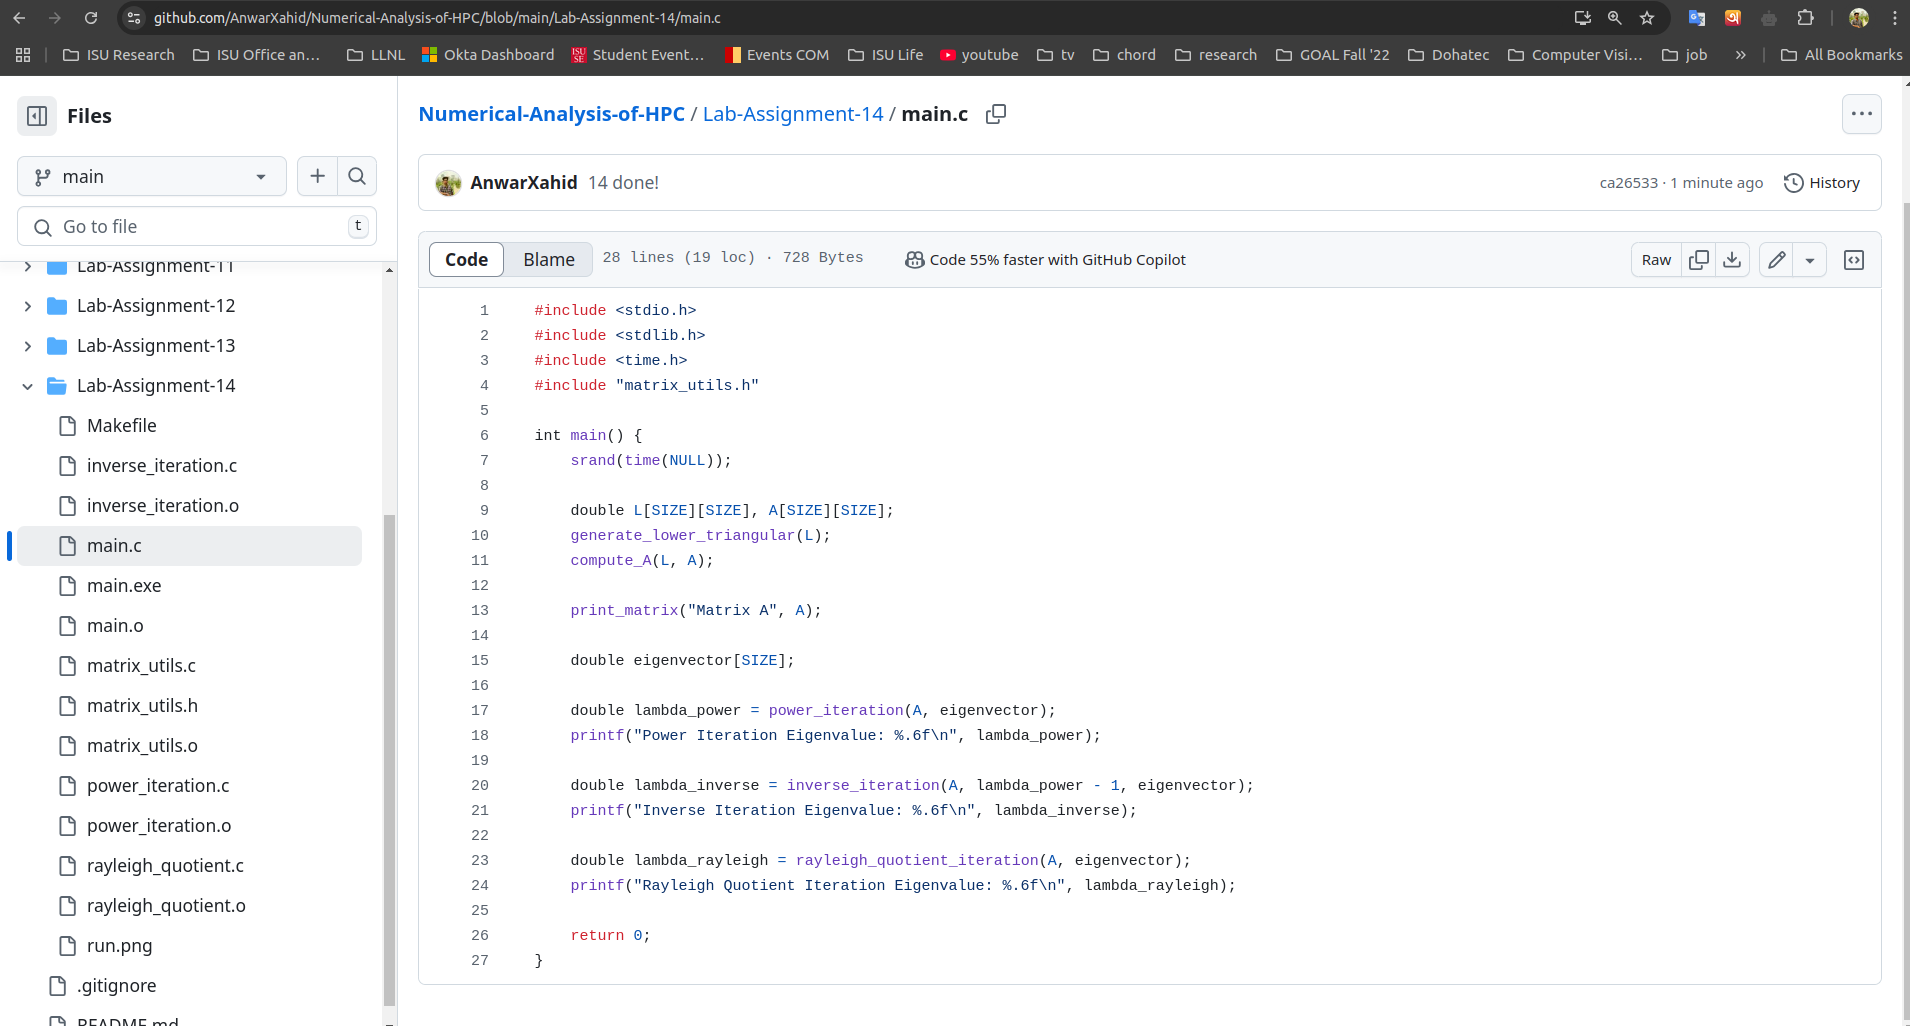 github.com/AnwarXahid/Numerical-Analysis-of-HPC/blob/main/Lab-Assignment-14/main.c
ISU Research ISU Office an... LLNL Okta Dashboard Student Event... Events COM ISU Life youtube tv chord research GOAL Fall '22 Dohatec Computer Visi... job » All Bookmarks
Files
main
Go to file t
Lab-Assignment-11
Lab-Assignment-12
Lab-Assignment-13
Lab-Assignment-14
Makefile
inverse_iteration.c
inverse_iteration.o
main.c
main.exe
main.o
matrix_utils.c
matrix_utils.h
matrix_utils.o
power_iteration.c
power_iteration.o
rayleigh_quotient.c
rayleigh_quotient.o
run.png
.gitignore
README.md
Numerical-Analysis-of-HPC / Lab-Assignment-14 / main.c
AnwarXahid 14 done! ca26533 · 1 minute ago History
Code Blame 28 lines (19 loc) · 728 Bytes Code 55% faster with GitHub Copilot Raw
1 #include <stdio.h>
2 #include <stdlib.h>
3 #include <time.h>
4 #include "matrix_utils.h"
5
6 int main() {
7     srand(time(NULL));
8
9     double L[SIZE][SIZE], A[SIZE][SIZE];
10     generate_lower_triangular(L);
11     compute_A(L, A);
12
13     print_matrix("Matrix A", A);
14
15     double eigenvector[SIZE];
16
17     double lambda_power = power_iteration(A, eigenvector);
18     printf("Power Iteration Eigenvalue: %.6f\n", lambda_power);
19
20     double lambda_inverse = inverse_iteration(A, lambda_power - 1, eigenvector);
21     printf("Inverse Iteration Eigenvalue: %.6f\n", lambda_inverse);
22
23     double lambda_rayleigh = rayleigh_quotient_iteration(A, eigenvector);
24     printf("Rayleigh Quotient Iteration Eigenvalue: %.6f\n", lambda_rayleigh);
25
26     return 0;
27 }